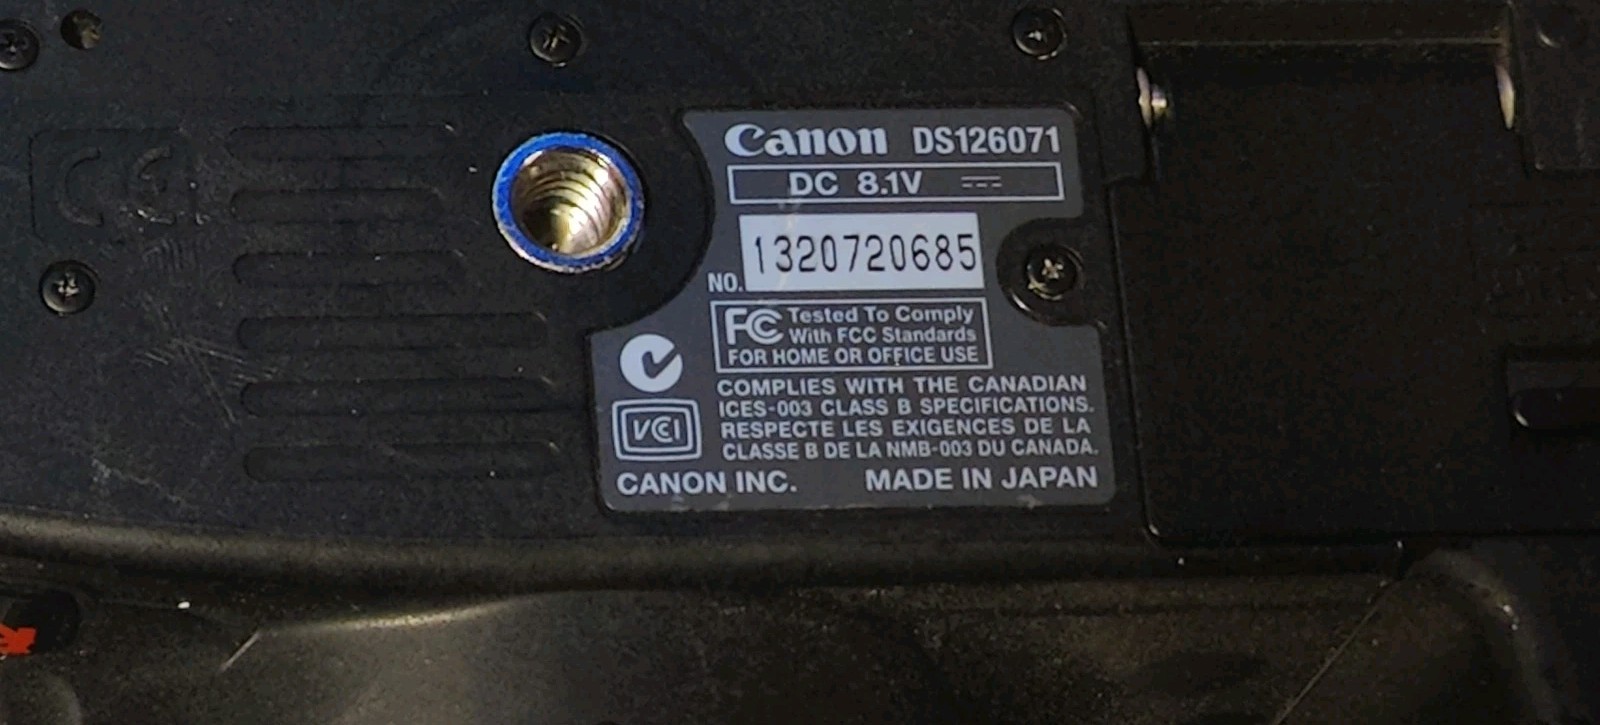 Canon DS126071
DC 8.1V
NO. 1320720685
FC Tested To Comply
With FCC Standards
FOR HOME OR OFFICE USE
COMPLIES WITH THE CANADIAN
ICES-003 CLASS B SPECIFICATIONS.
RESPECTE LES EXIGENCES DE LA
CLASSE B DE LA NMB-003 DU CANADA.
VCI
CANON INC. MADE IN JAPAN
CE